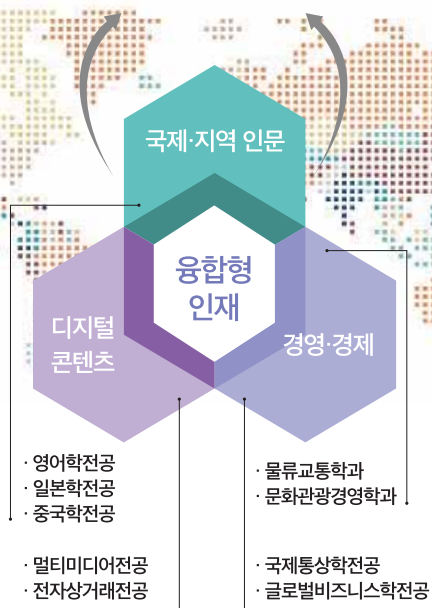 국제·지역 인문
융합형
인재
디지털
콘텐츠
경영·경제
· 영어학전공
· 일본학전공
· 중국학전공
· 물류교통학과
· 문화관광경영학과
· 멀티미디어전공
· 전자상거래전공
· 국제통상학전공
· 글로벌비즈니스학전공